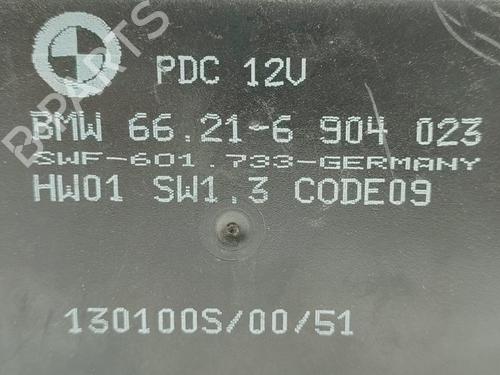 PDC 12V
BMW 66.21-6 904 023
SWF-601.733-GERMANY
HW01 SW1.3 CODE09
130100S/00/51
B-PARTS